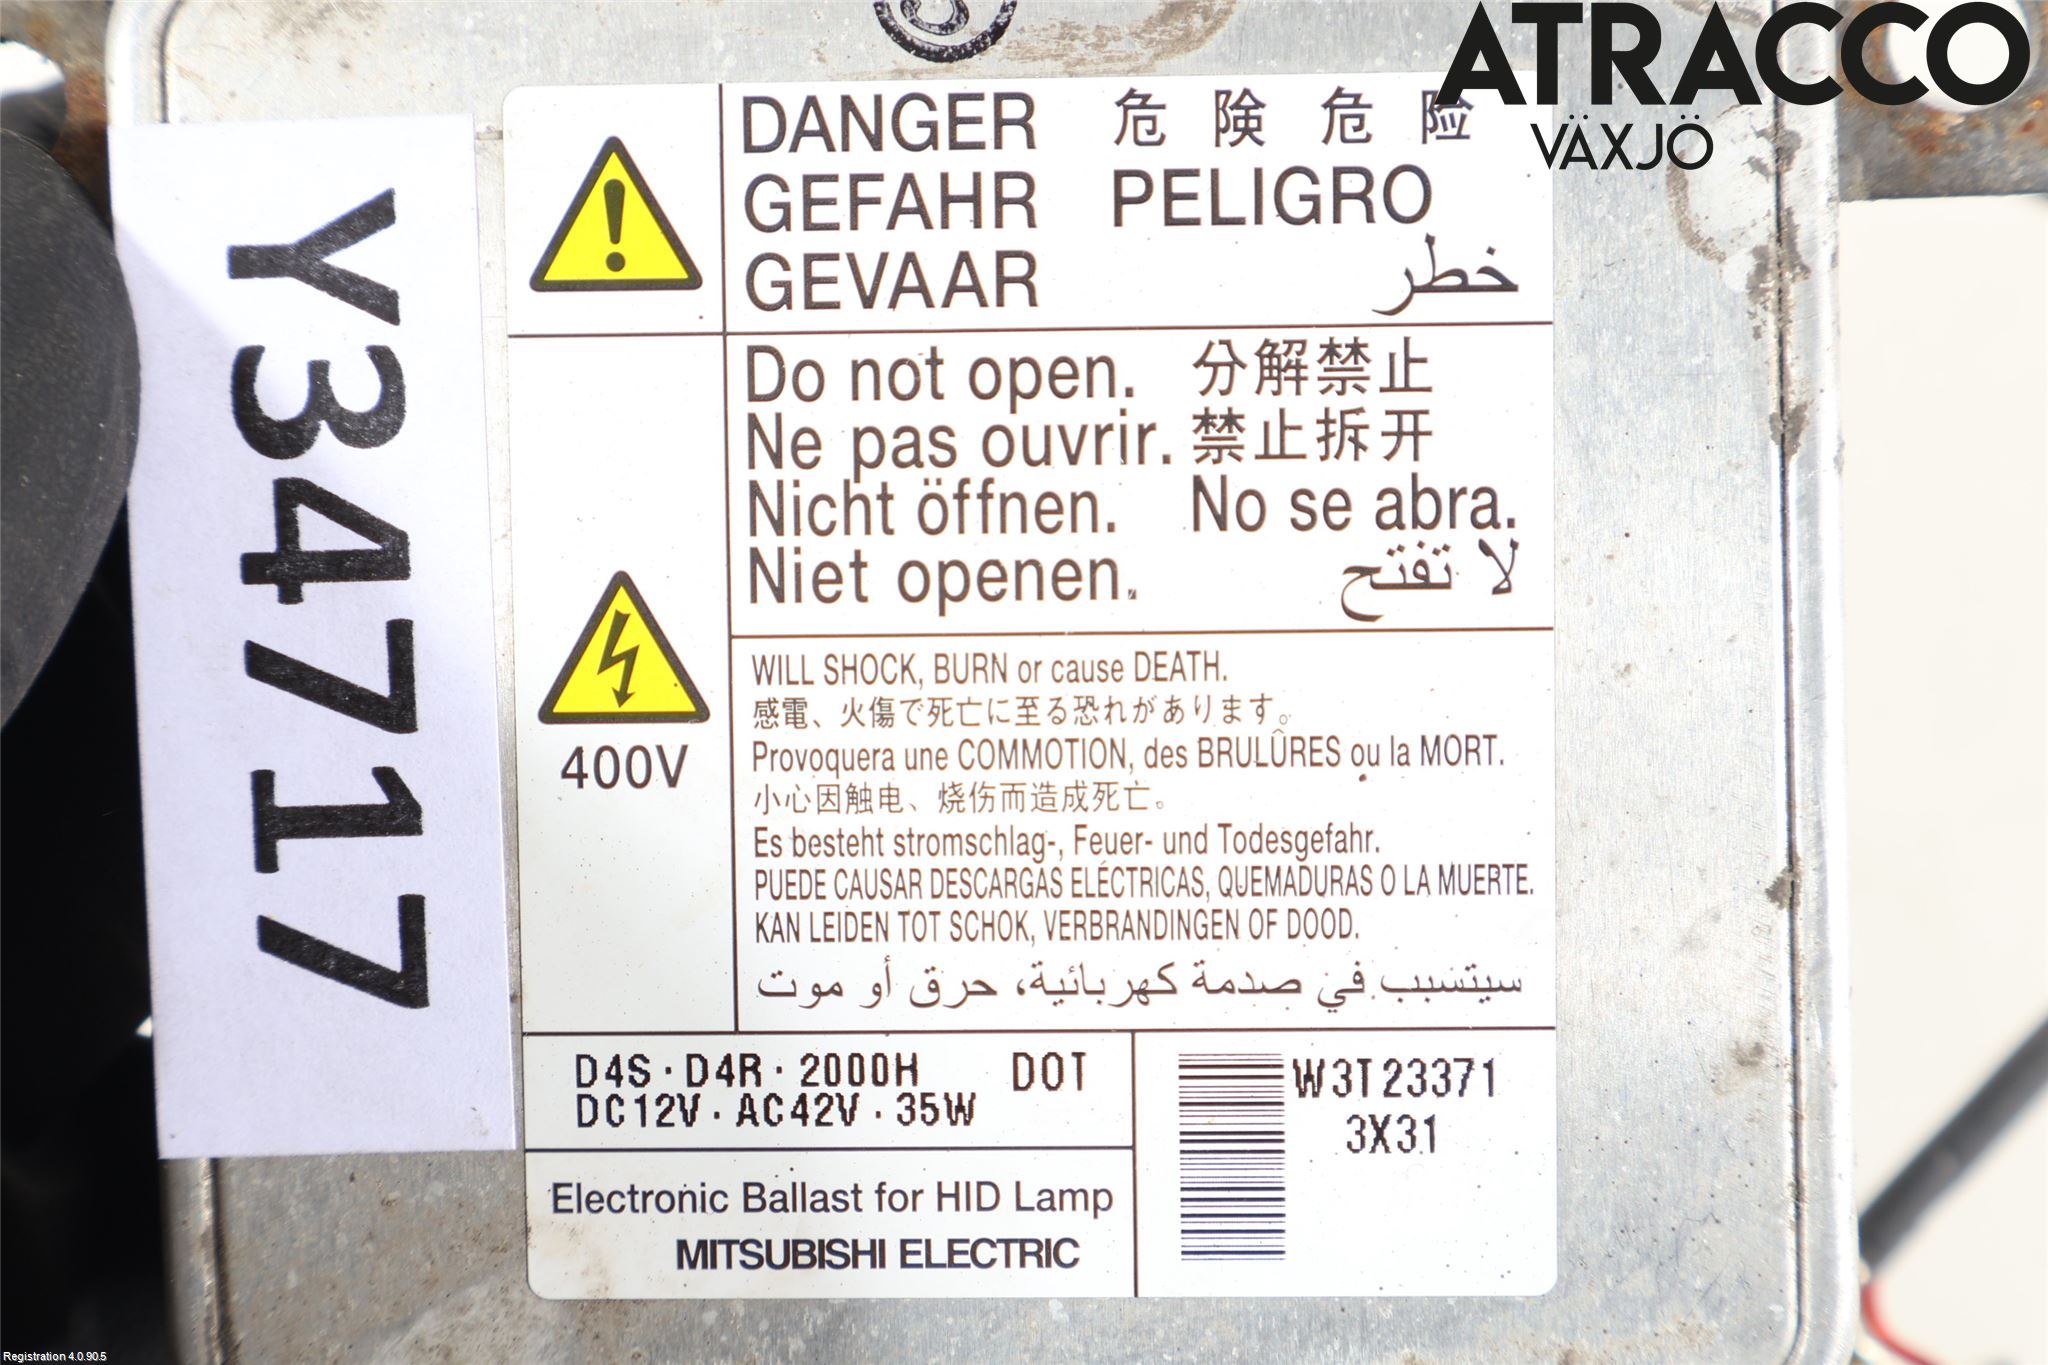 ATRACCO
VÄXJÖ
Y34717
DANGER 危険 危险
GEFAHR PELIGRO
GEVAAR خطر
Do not open. 分解禁止
Ne pas ouvrir. 禁止拆开
Nicht öffnen. No se abra.
Niet openen. لا تفتح
400V
WILL SHOCK, BURN or cause DEATH.
感電、火傷で死亡に至る恐れがあります。
Provoquera une COMMOTION, des BRULÛRES ou la MORT.
小心因触电、烧伤而造成死亡。
Es besteht stromschlag-, Feuer- und Todesgefahr.
PUEDE CAUSAR DESCARGAS ELÉCTRICAS, QUEMADURAS O LA MUERTE.
KAN LEIDEN TOT SCHOK, VERBRANDINGEN OF DOOD.
سيتسبب في صدمة كهربائية، حرق أو موت
D4S・D4R・2000H DOT
DC12V・AC42V・35W
W3T23371
3X31
Electronic Ballast for HID Lamp
MITSUBISHI ELECTRIC
Registration 4.0.90.5